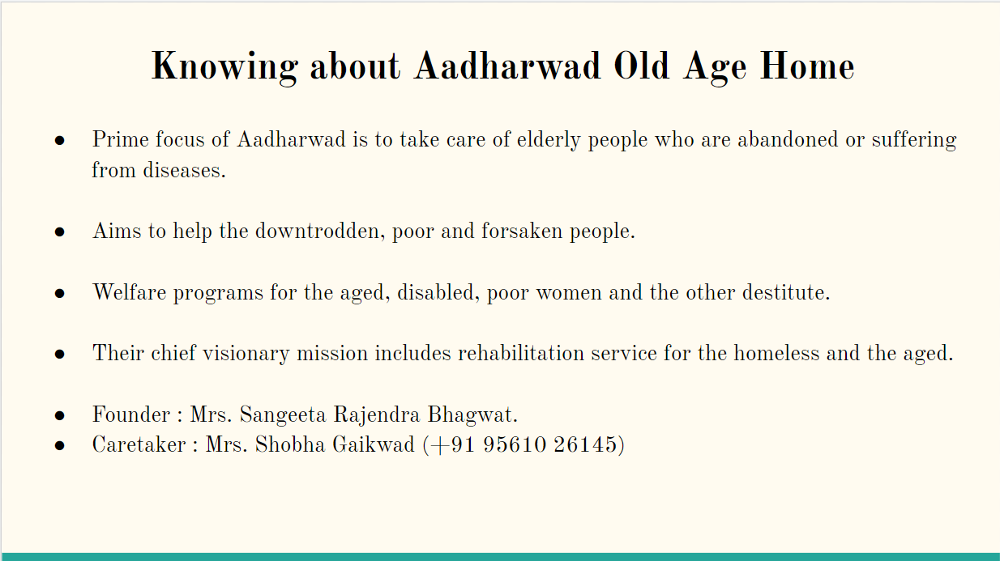 Knowing about Aadharwad Old Age Home
● Prime focus of Aadharwad is to take care of elderly people who are abandoned or suffering
from diseases.
● Aims to help the downtrodden, poor and forsaken people.
● Welfare programs for the aged, disabled, poor women and the other destitute.
● Their chief visionary mission includes rehabilitation service for the homeless and the aged.
● Founder : Mrs. Sangeeta Rajendra Bhagwat.
● Caretaker : Mrs. Shobha Gaikwad (+91 95610 26145)